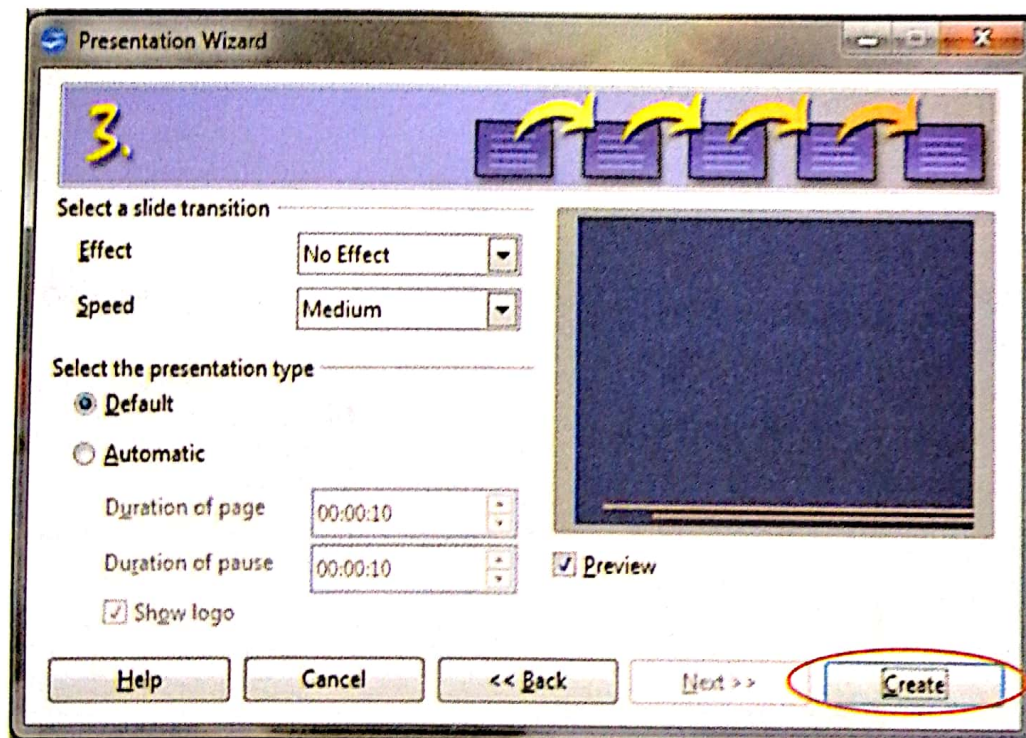 Presentation Wizard
3.
Select a slide transition
Effect No Effect
Speed Medium
Select the presentation type
Default
Automatic
Duration of page 00:00:10
Duration of pause 00:00:10
Show logo
Preview
Help Cancel << Back Next >> Create